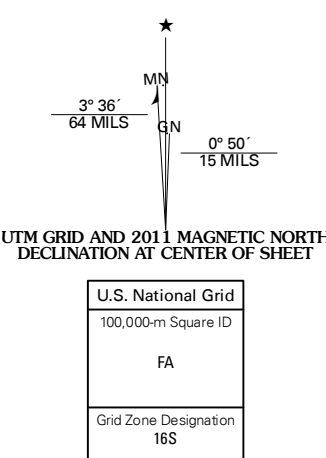 ★
MN
3° 36´
64 MILS
GN
0° 50´
15 MILS
UTM GRID AND 2011 MAGNETIC NORTH
DECLINATION AT CENTER OF SHEET
U.S. National Grid
100,000-m Square ID
FA
Grid Zone Designation
16S